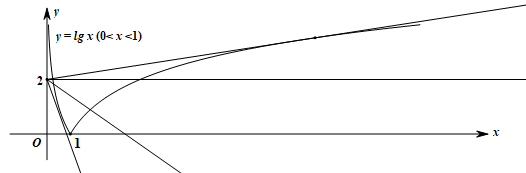 y
y = lg x (0< x <1)
2
O
1
x